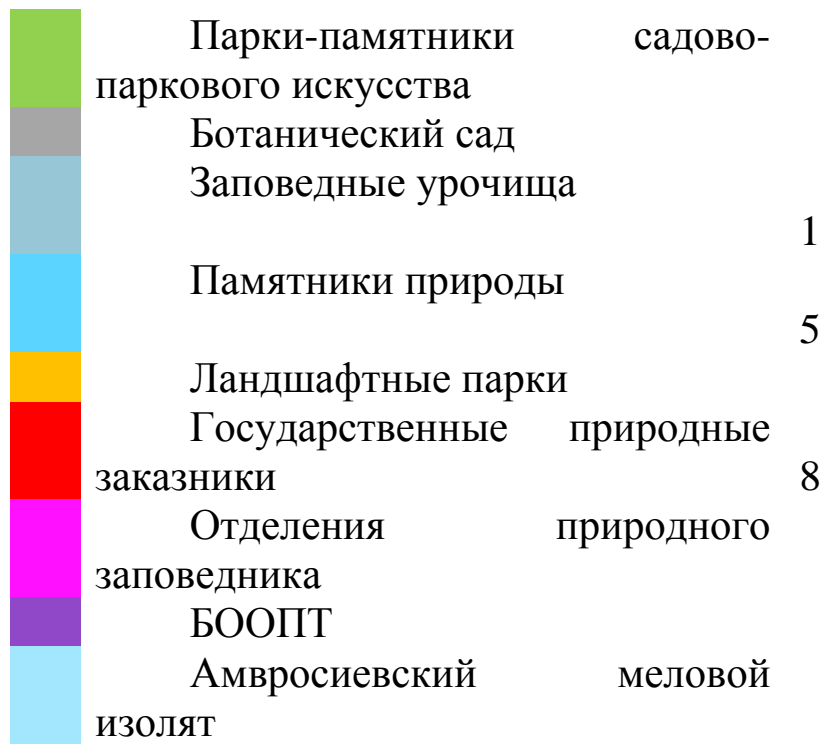 Парки-памятники садово-
паркового искусства
Ботанический сад
Заповедные урочища
1
Памятники природы
5
Ландшафтные парки
Государственные природные
заказники 8
Отделения природного
заповедника
БООПТ
Амвросиевский меловой
изолят